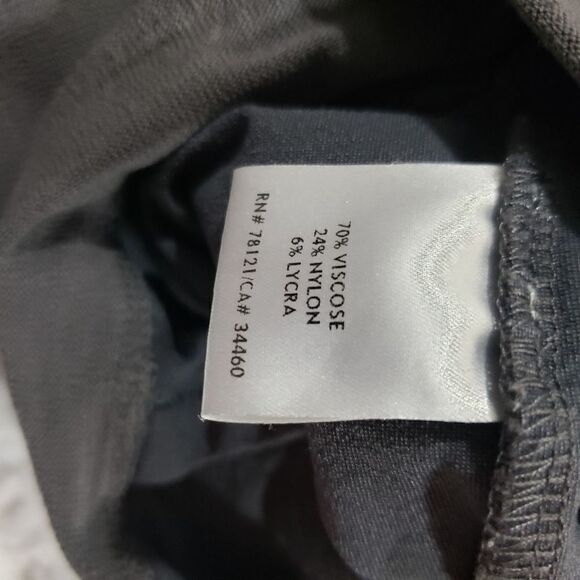 70% VISCOSE
24% NYLON
6% LYCRA
RN# 78121/CA# 34460